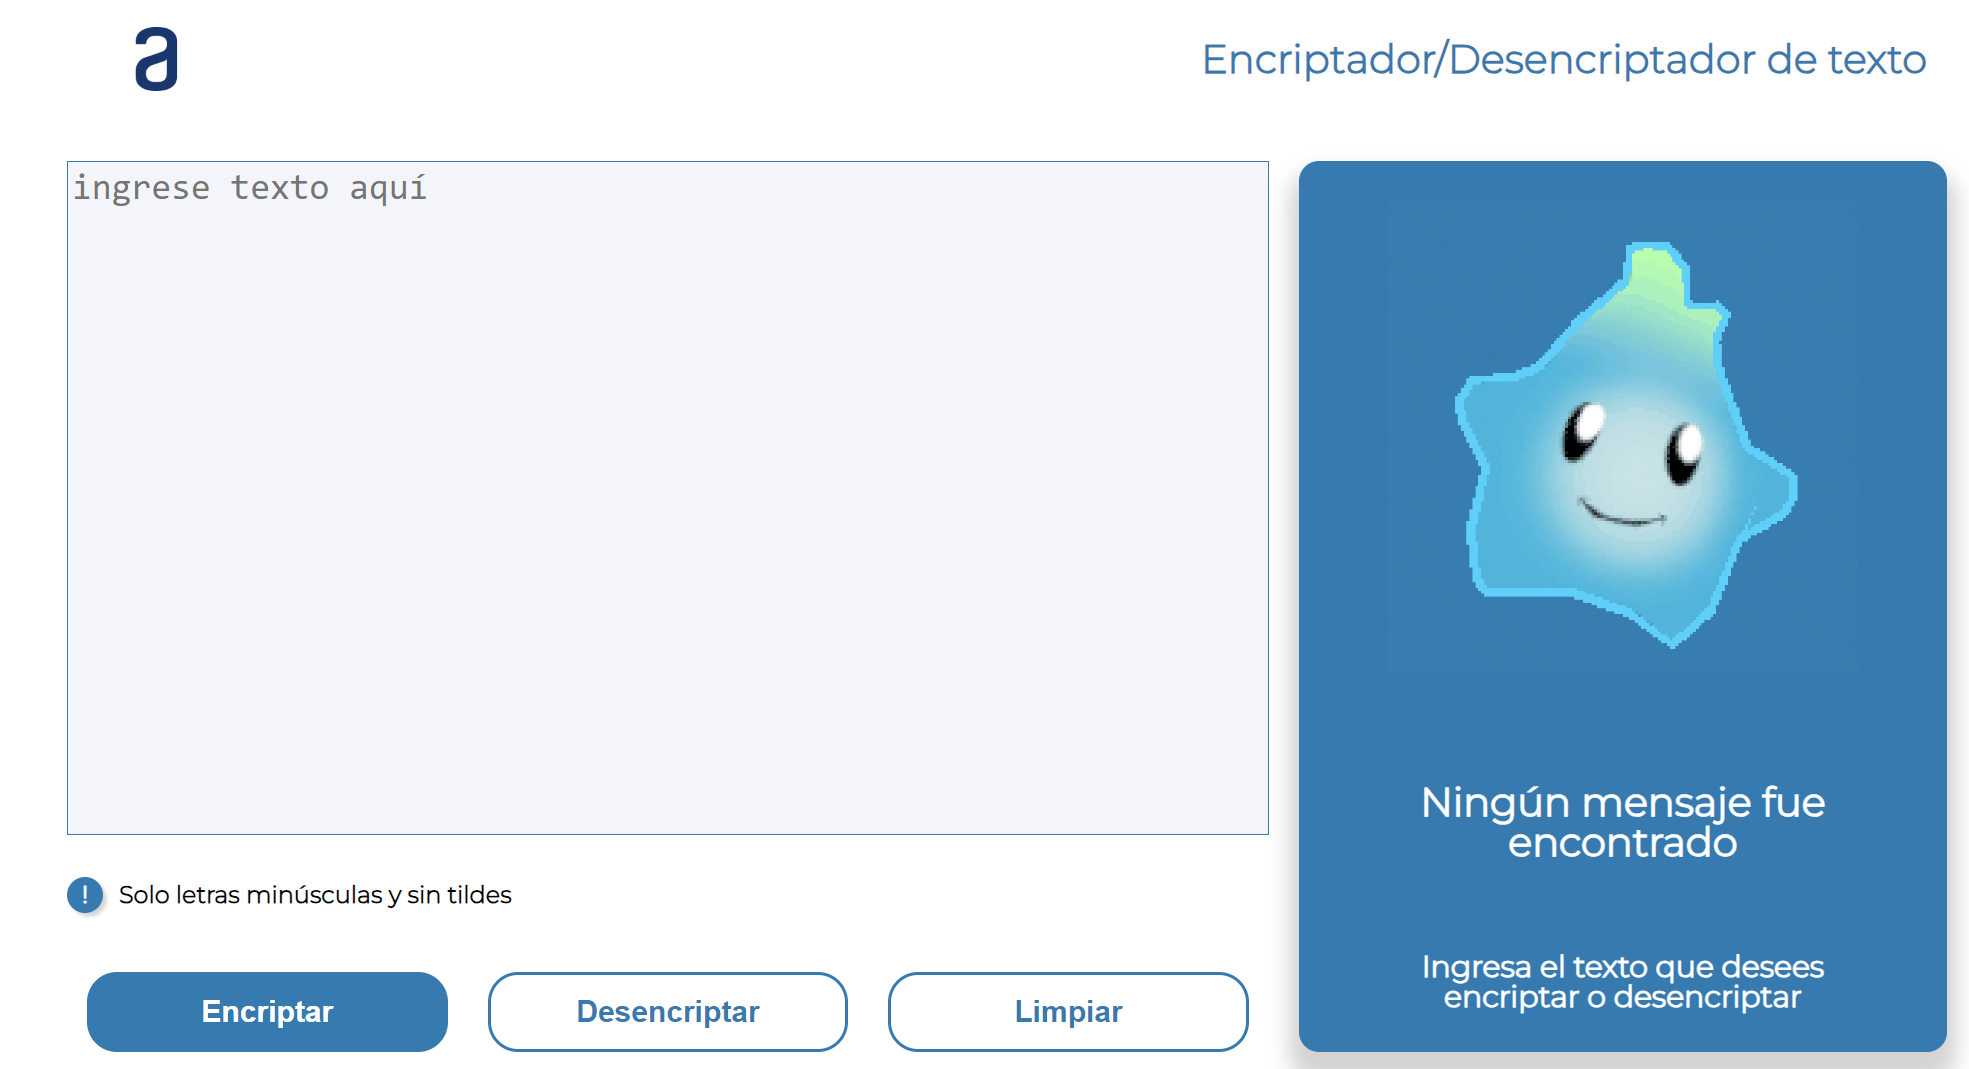 a
Encriptador/Desencriptador de texto
ingrese texto aquí
Ningún mensaje fue
encontrado
Ingresa el texto que desees
encriptar o desencriptar
! Solo letras minúsculas y sin tildes
Encriptar
Desencriptar
Limpiar